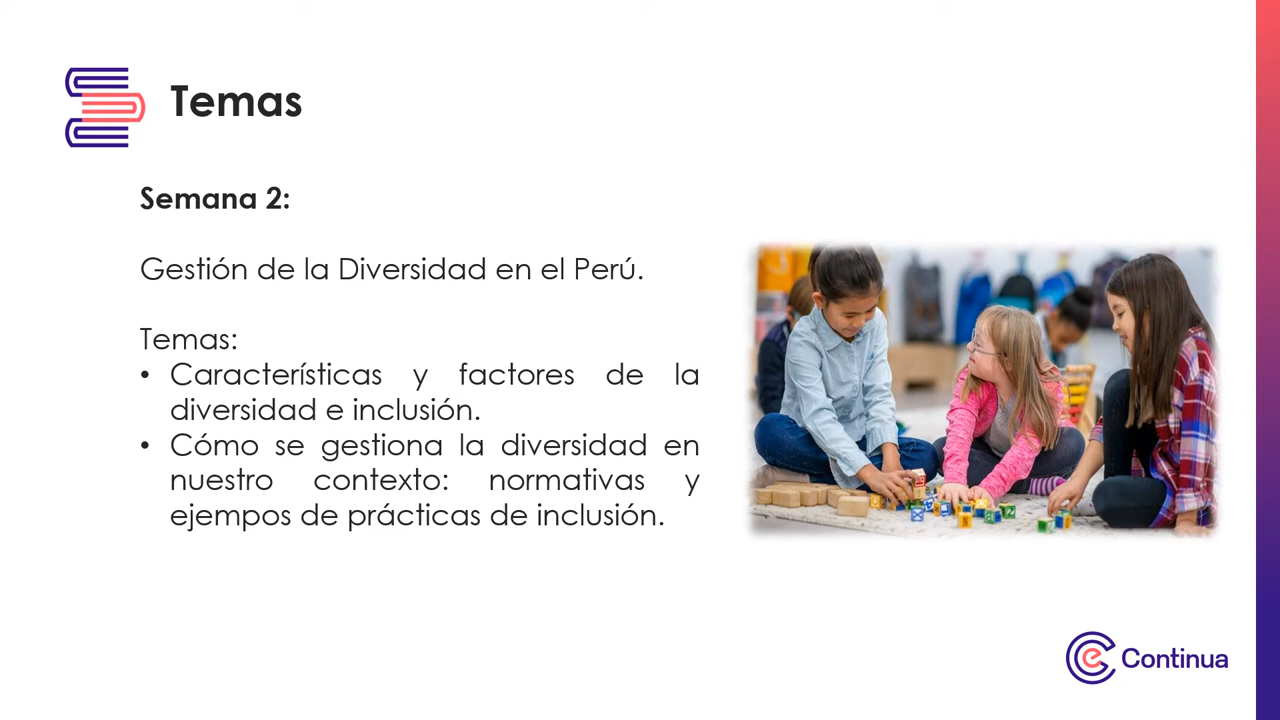 Temas
Semana 2:
Gestión de la Diversidad en el Perú.
Temas:
• Características y factores de la
diversidad e inclusión.
• Cómo se gestiona la diversidad en
nuestro contexto: normativas y
ejempos de prácticas de inclusión.
Continua